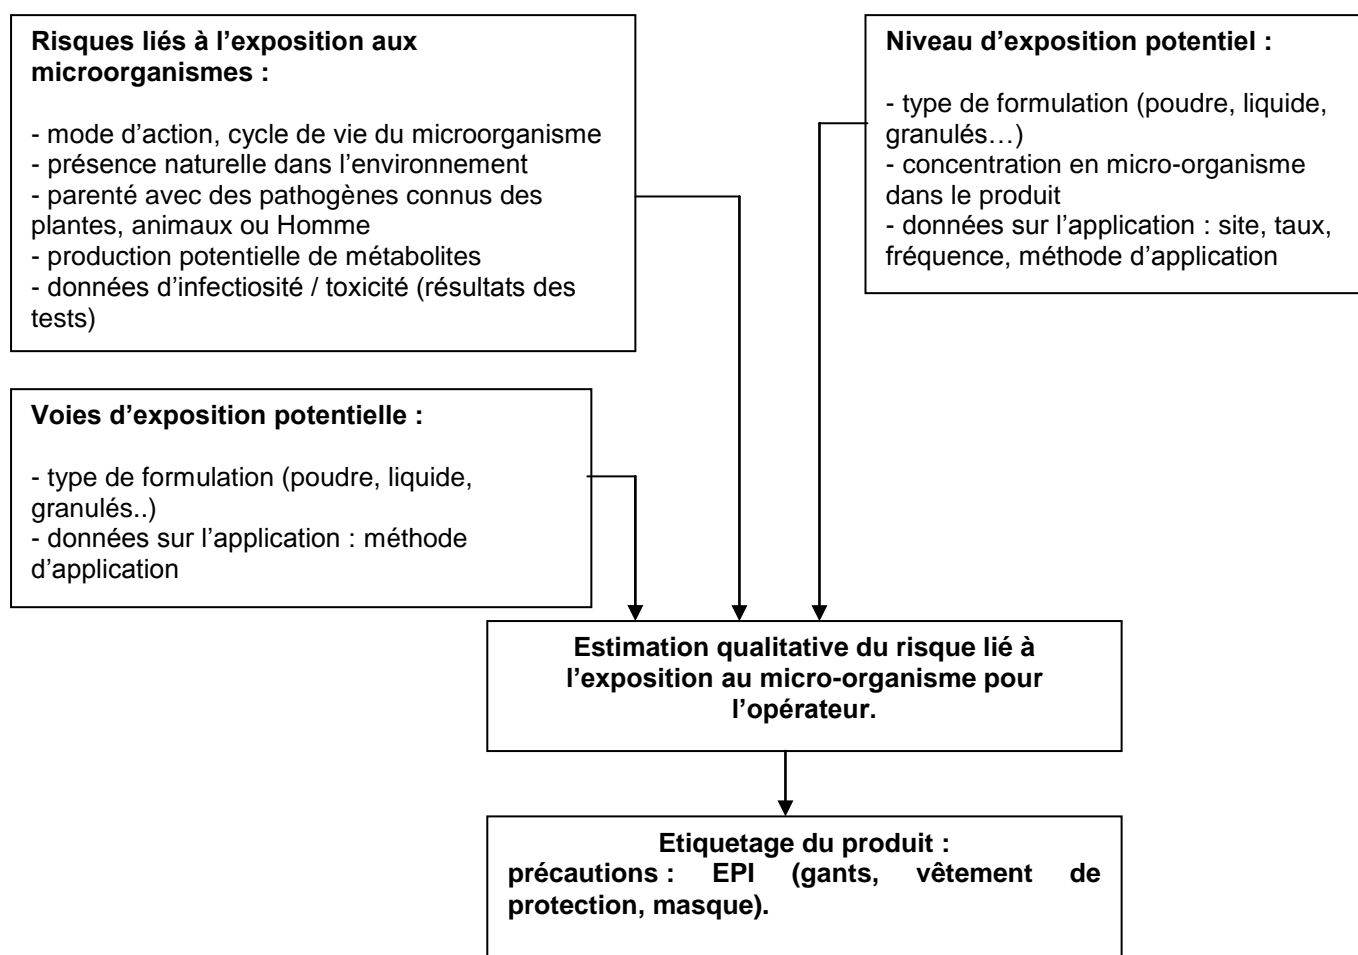 Risques liés à l’exposition aux
microorganismes :
- mode d’action, cycle de vie du microorganisme
- présence naturelle dans l’environnement
- parenté avec des pathogènes connus des
plantes, animaux ou Homme
- production potentielle de métabolites
- données d’infectiosité / toxicité (résultats des
tests)
Niveau d’exposition potentiel :
- type de formulation (poudre, liquide,
granulés…)
- concentration en micro-organisme
dans le produit
- données sur l’application : site, taux,
fréquence, méthode d’application
Voies d’exposition potentielle :
- type de formulation (poudre, liquide,
granulés..)
- données sur l’application : méthode
d’application
Estimation qualitative du risque lié à
l’exposition au micro-organisme pour
l’opérateur.
Etiquetage du produit :
précautions : EPI (gants, vêtement de
protection, masque).